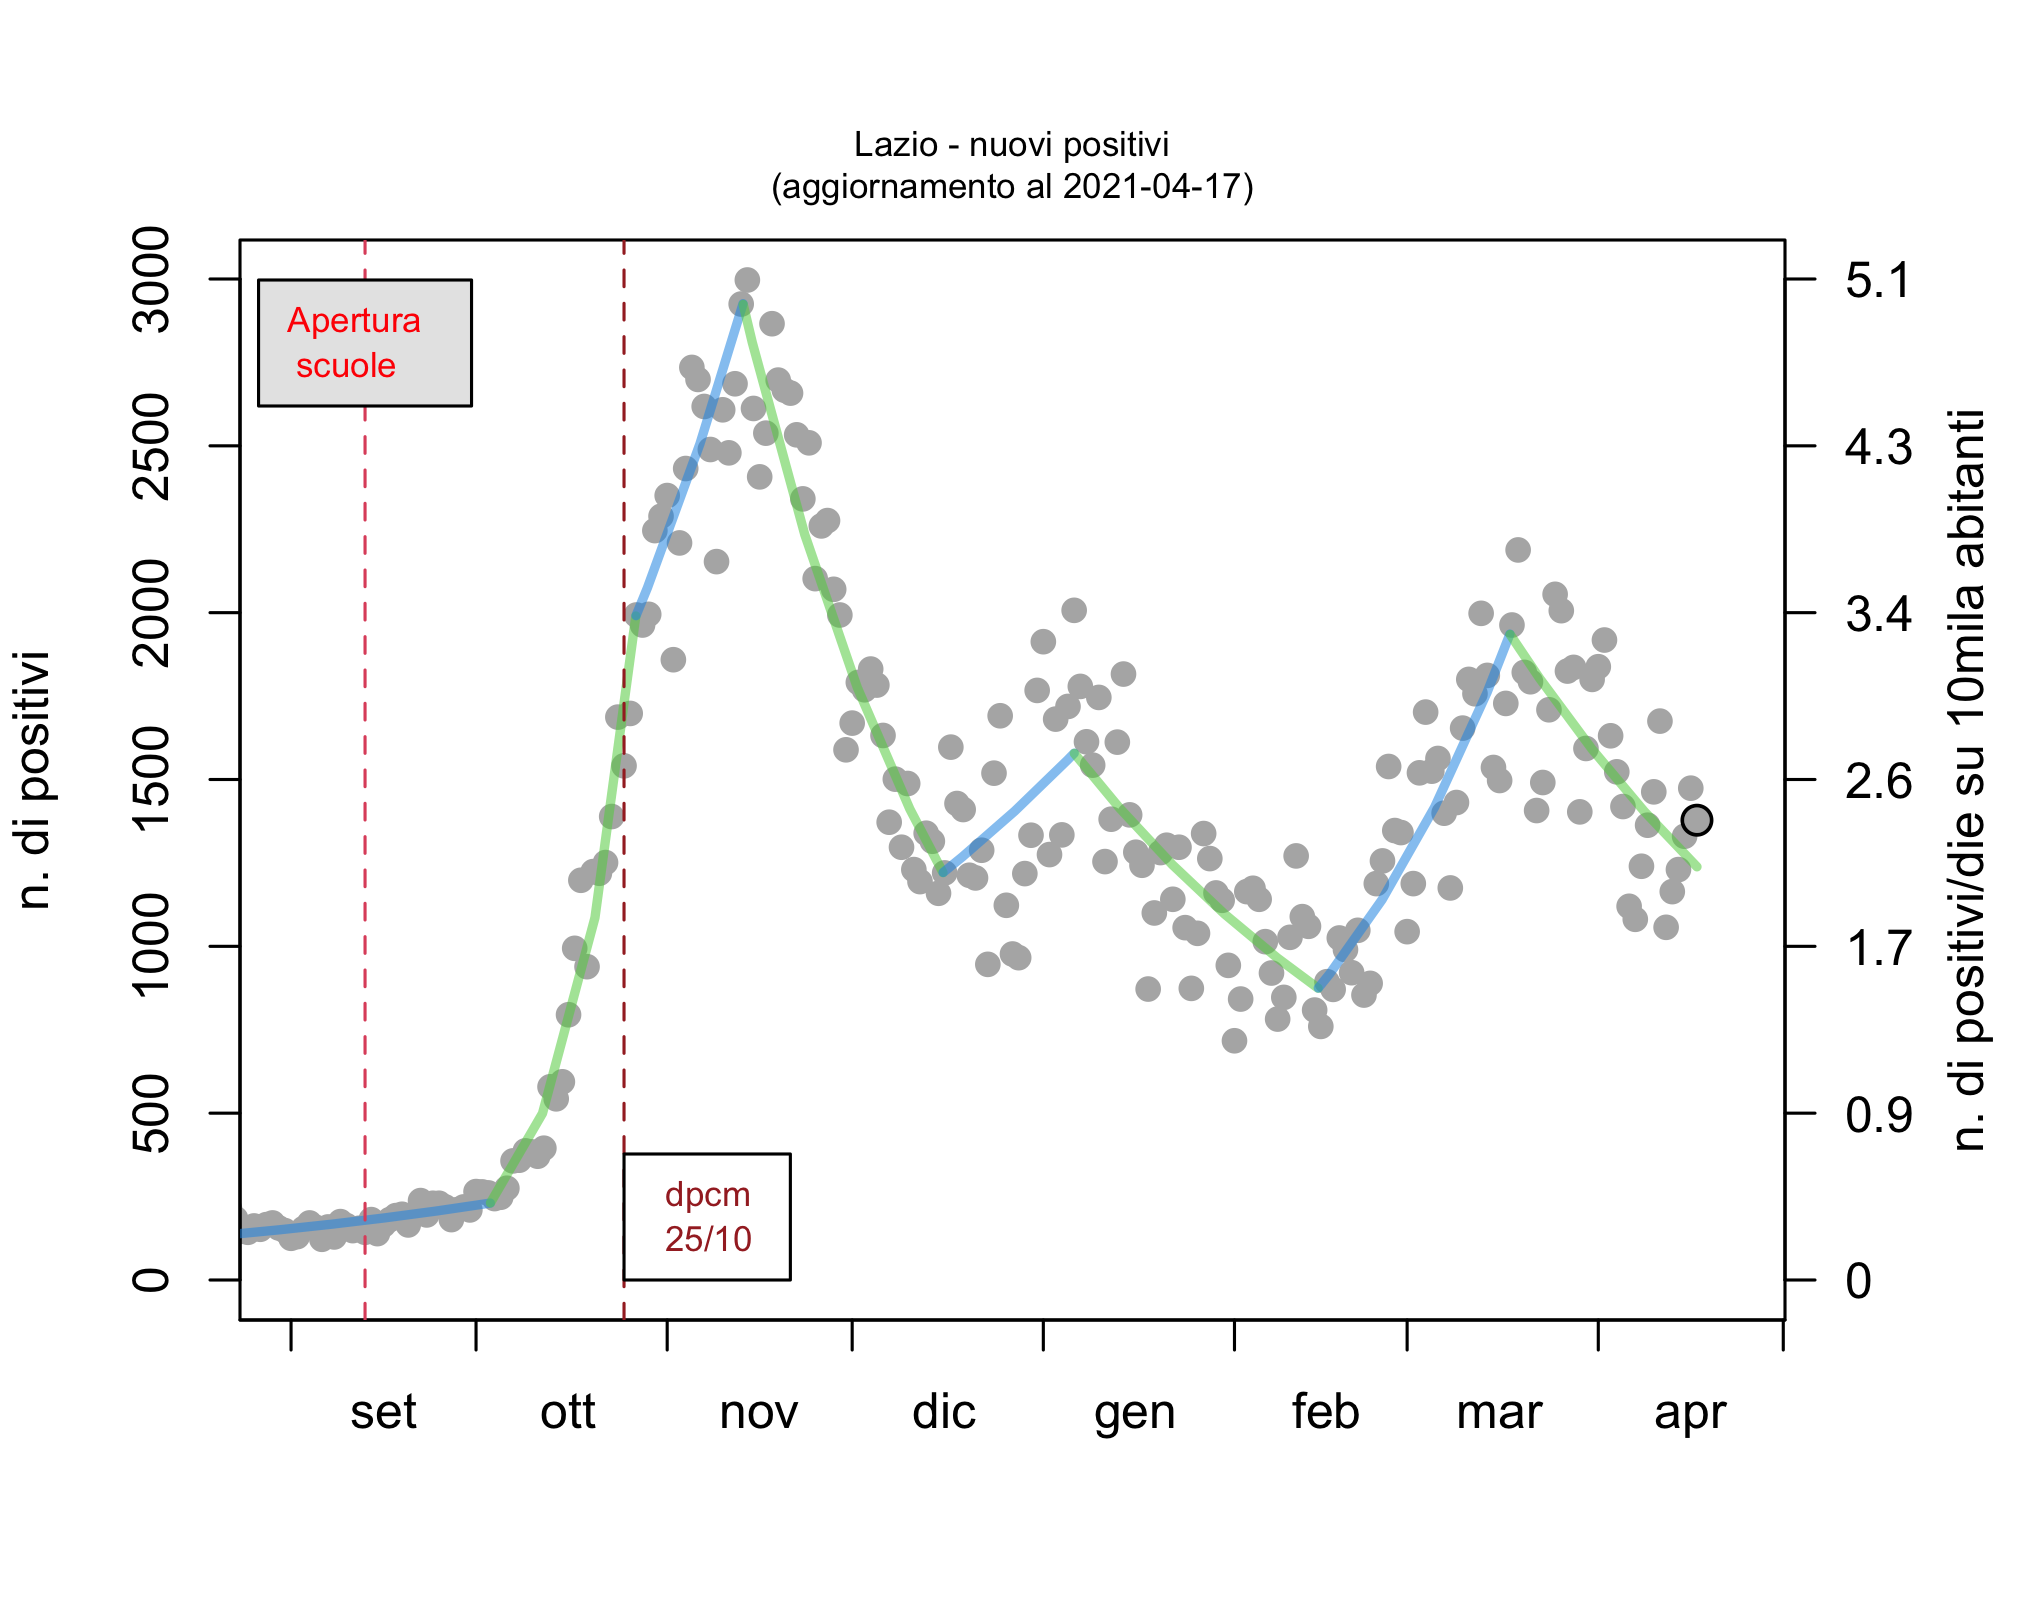 Lazio - nuovi positivi
(aggiornamento al 2021-04-17)
n. di positivi
3000
2500
2000
1500
1000
500
0
Apertura
scuole
dpcm
25/10
5.1
4.3
3.4
2.6
1.7
0.9
0
n. di positivi/die su 10mila abitanti
set ott nov dic gen feb mar apr